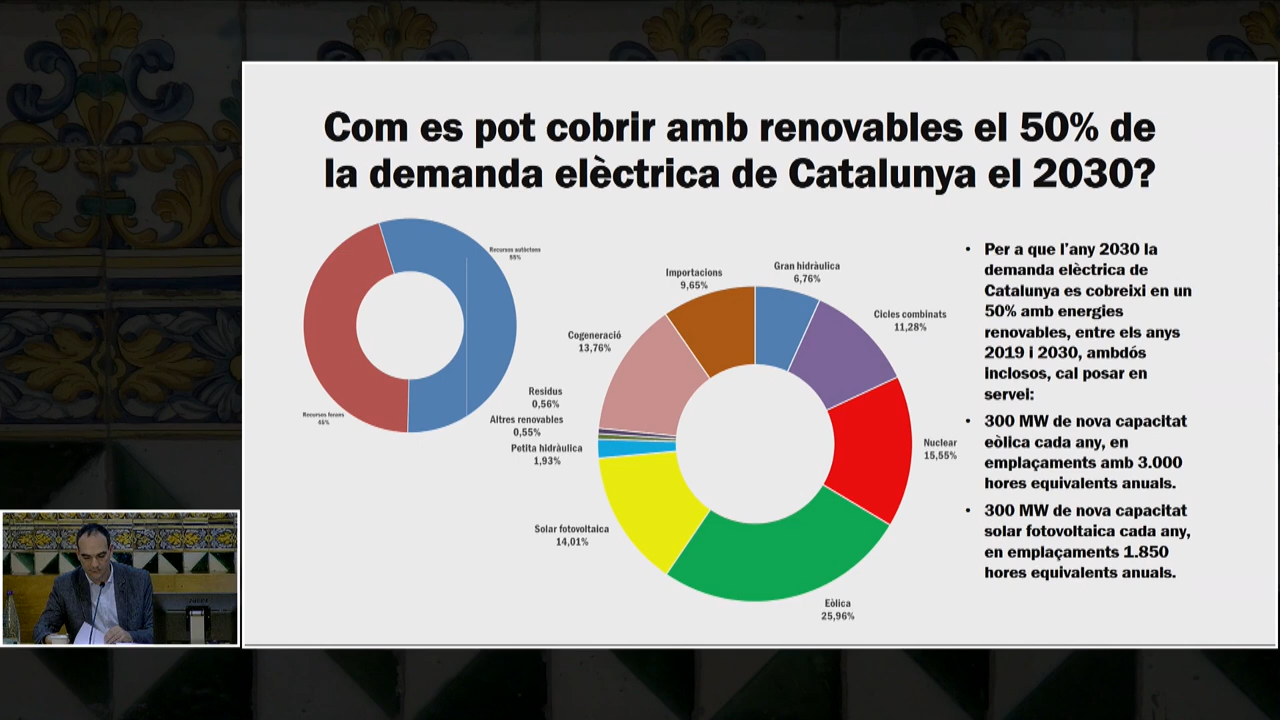 Com es pot cobrir amb renovables el 50% de
la demanda elèctrica de Catalunya el 2030?
Recursos autòctons
Recursos forans
Importacions
9,65%
Gran hidràulica
6,76%
Cicles combinats
11,28%
Cogeneració
13,76%
Residus
0,56%
Altres renovables
0,55%
Petita hidràulica
1,93%
Nuclear
15,55%
Solar fotovoltaica
14,01%
Eòlica
25,96%
• Per a que l’any 2030 la
demanda elèctrica de
Catalunya es cobreixi en un
50% amb energies
renovables, entre els anys
2019 i 2030, ambdós
inclosos, cal posar en
servei:
• 300 MW de nova capacitat
eòlica cada any, en
emplaçaments amb 3.000
hores equivalents anuals.
• 300 MW de nova capacitat
solar fotovoltaica cada any,
en emplaçaments 1.850
hores equivalents anuals.